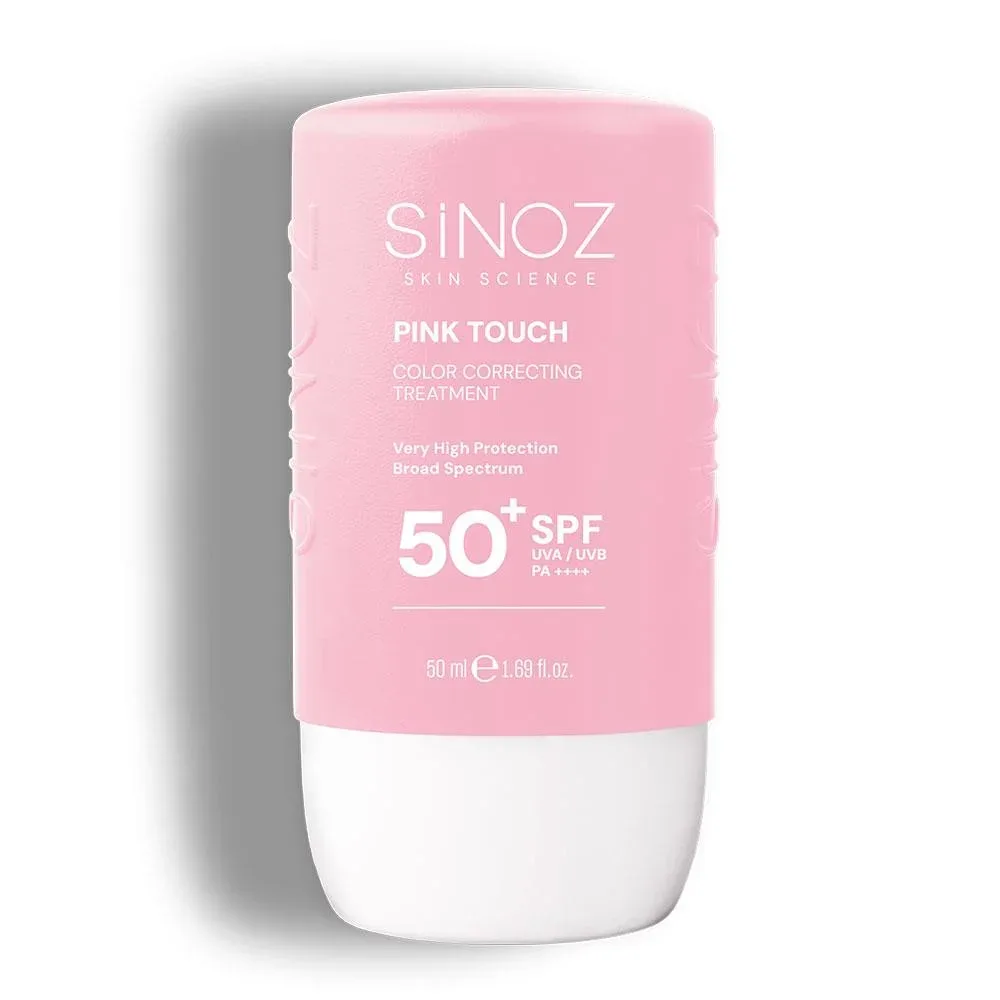 SiNOZ
SKIN SCIENCE
PINK TOUCH
COLOR CORRECTING
TREATMENT
Very High Protection
Broad Spectrum
50+ SPF
UVA / UVB
PA ++++
50 ml ℮ 1.69 fl.oz.